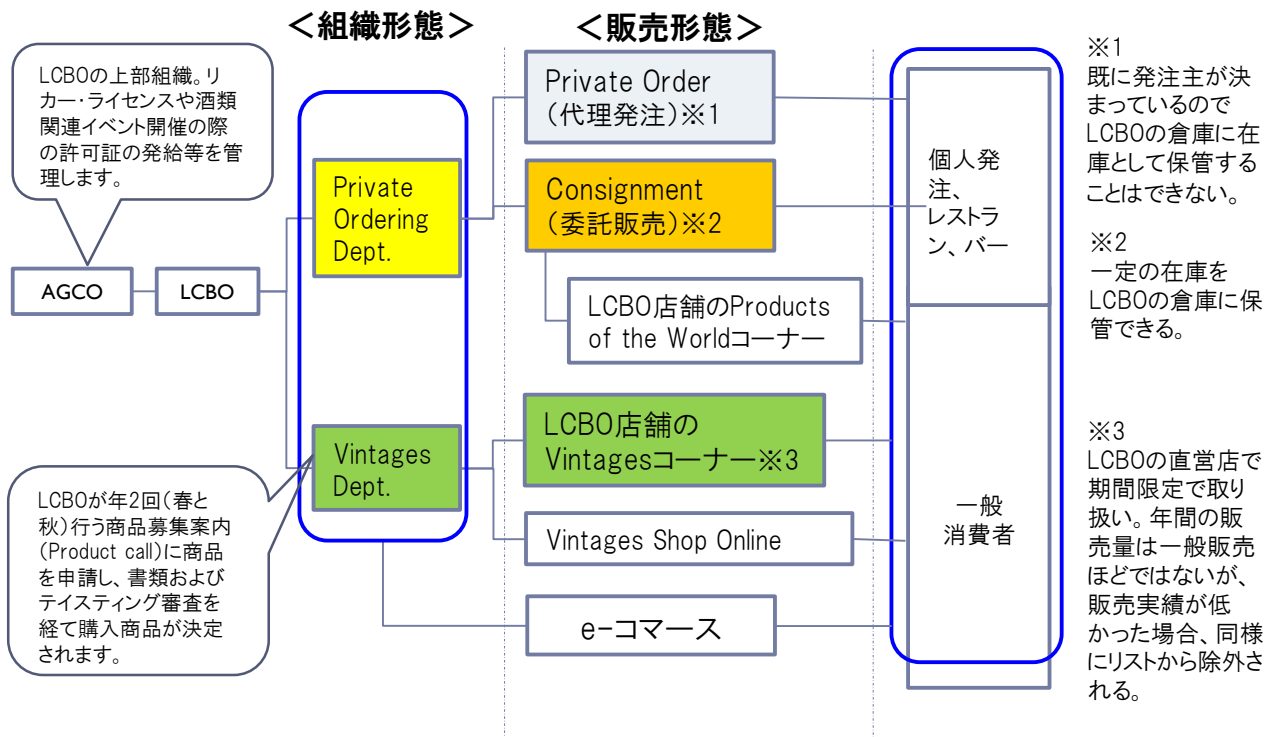 ＜組織形態＞
＜販売形態＞
LCBOの上部組織。リ
カー・ライセンスや酒類
関連イベント開催の際
の許可証の発給等を管
理します。
AGCO
LCBO
Private
Ordering
Dept.
Vintages
Dept.
LCBOが年2回（春と
秋）行う商品募集案内
（Product call）に商品
を申請し、書類および
テイスティング審査を
経て購入商品が決定
されます。
Private Order
（代理発注）※1
Consignment
（委託販売）※2
LCBO店舗のProducts
of the Worldコーナー
LCBO店舗の
Vintagesコーナー※3
Vintages Shop Online
e-コマース
個人発
注、
レストラ
ン、バー
一般
消費者
※1
既に発注主が決
まっているので
LCBOの倉庫に在
庫として保管する
ことはできない。
※2
一定の在庫を
LCBOの倉庫に保
管できる。
※3
LCBOの直営店で
期間限定で取り
扱い。年間の販
売量は一般販売
ほどではないが、
販売実績が低
かった場合、同様
にリストから除外さ
れる。